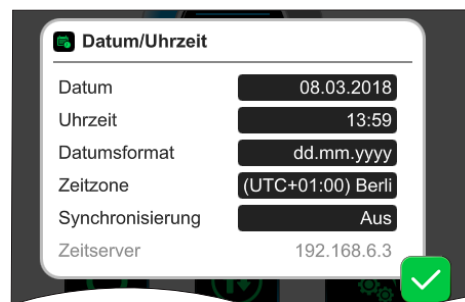 Datum/Uhrzeit
Datum 08.03.2018
Uhrzeit 13:59
Datumsformat dd.mm.yyyy
Zeitzone (UTC+01:00) Berli
Synchronisierung Aus
Zeitserver 192.168.6.3